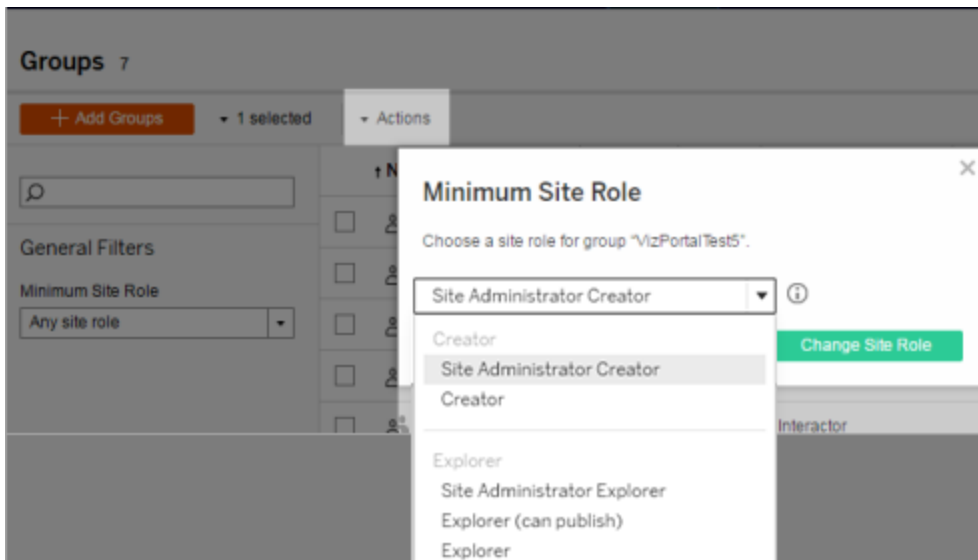 Groups 7
+ Add Groups
1 selected
Actions
↑ N
General Filters
Minimum Site Role
Any site role
Minimum Site Role
Choose a site role for group "VizPortalTest5".
Site Administrator Creator
Change Site Role
Creator
Site Administrator Creator
Creator
Interactor
Explorer
Site Administrator Explorer
Explorer (can publish)
Explorer